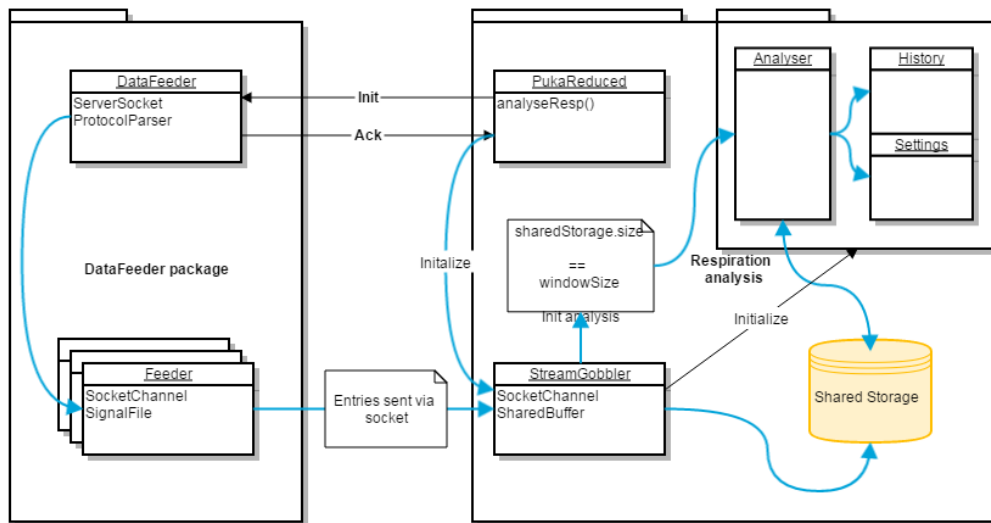 DataFeeder
ServerSocket
ProtocolParser
Init
Ack
PukaReduced
analyseResp()
Analyser
History
Settings
sharedStorage.size
==
windowSize
Init analysis
Initalize
DataFeeder package
Respiration
analysis
Initialize
Feeder
SocketChannel
SignalFile
Entries sent via
socket
StreamGobbler
SocketChannel
SharedBuffer
Shared Storage